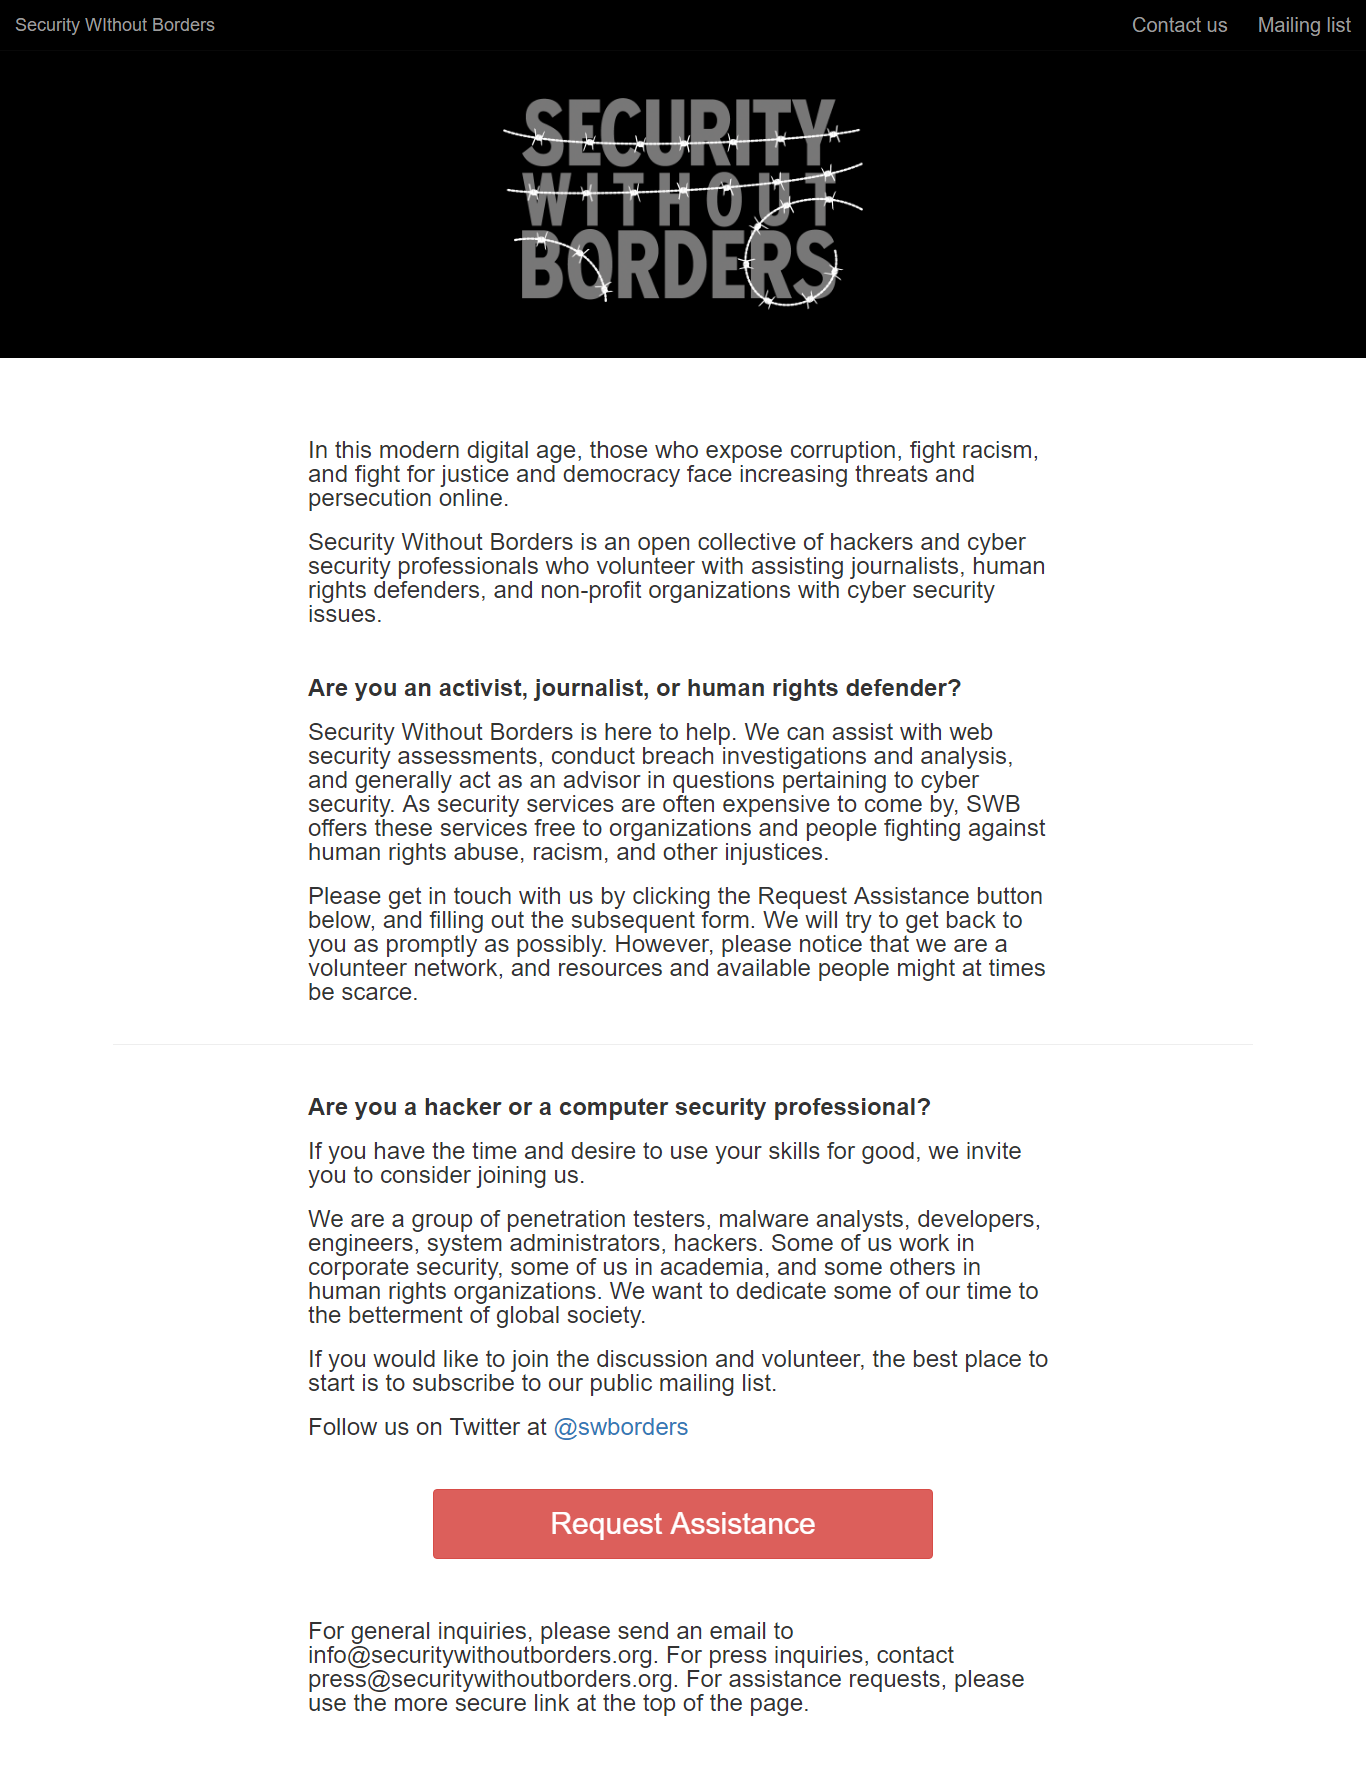 Security WIthout Borders
Contact us
Mailing list
SECURITY
WITHOUT
BORDERS
In this modern digital age, those who expose corruption, fight racism,
and fight for justice and democracy face increasing threats and
persecution online.
Security Without Borders is an open collective of hackers and cyber
security professionals who volunteer with assisting journalists, human
rights defenders, and non-profit organizations with cyber security
issues.
Are you an activist, journalist, or human rights defender?
Security Without Borders is here to help. We can assist with web
security assessments, conduct breach investigations and analysis,
and generally act as an advisor in questions pertaining to cyber
security. As security services are often expensive to come by, SWB
offers these services free to organizations and people fighting against
human rights abuse, racism, and other injustices.
Please get in touch with us by clicking the Request Assistance button
below, and filling out the subsequent form. We will try to get back to
you as promptly as possibly. However, please notice that we are a
volunteer network, and resources and available people might at times
be scarce.
Are you a hacker or a computer security professional?
If you have the time and desire to use your skills for good, we invite
you to consider joining us.
We are a group of penetration testers, malware analysts, developers,
engineers, system administrators, hackers. Some of us work in
corporate security, some of us in academia, and some others in
human rights organizations. We want to dedicate some of our time to
the betterment of global society.
If you would like to join the discussion and volunteer, the best place to
start is to subscribe to our public mailing list.
Follow us on Twitter at @swborders
Request Assistance
For general inquiries, please send an email to
info@securitywithoutborders.org. For press inquiries, contact
press@securitywithoutborders.org. For assistance requests, please
use the more secure link at the top of the page.